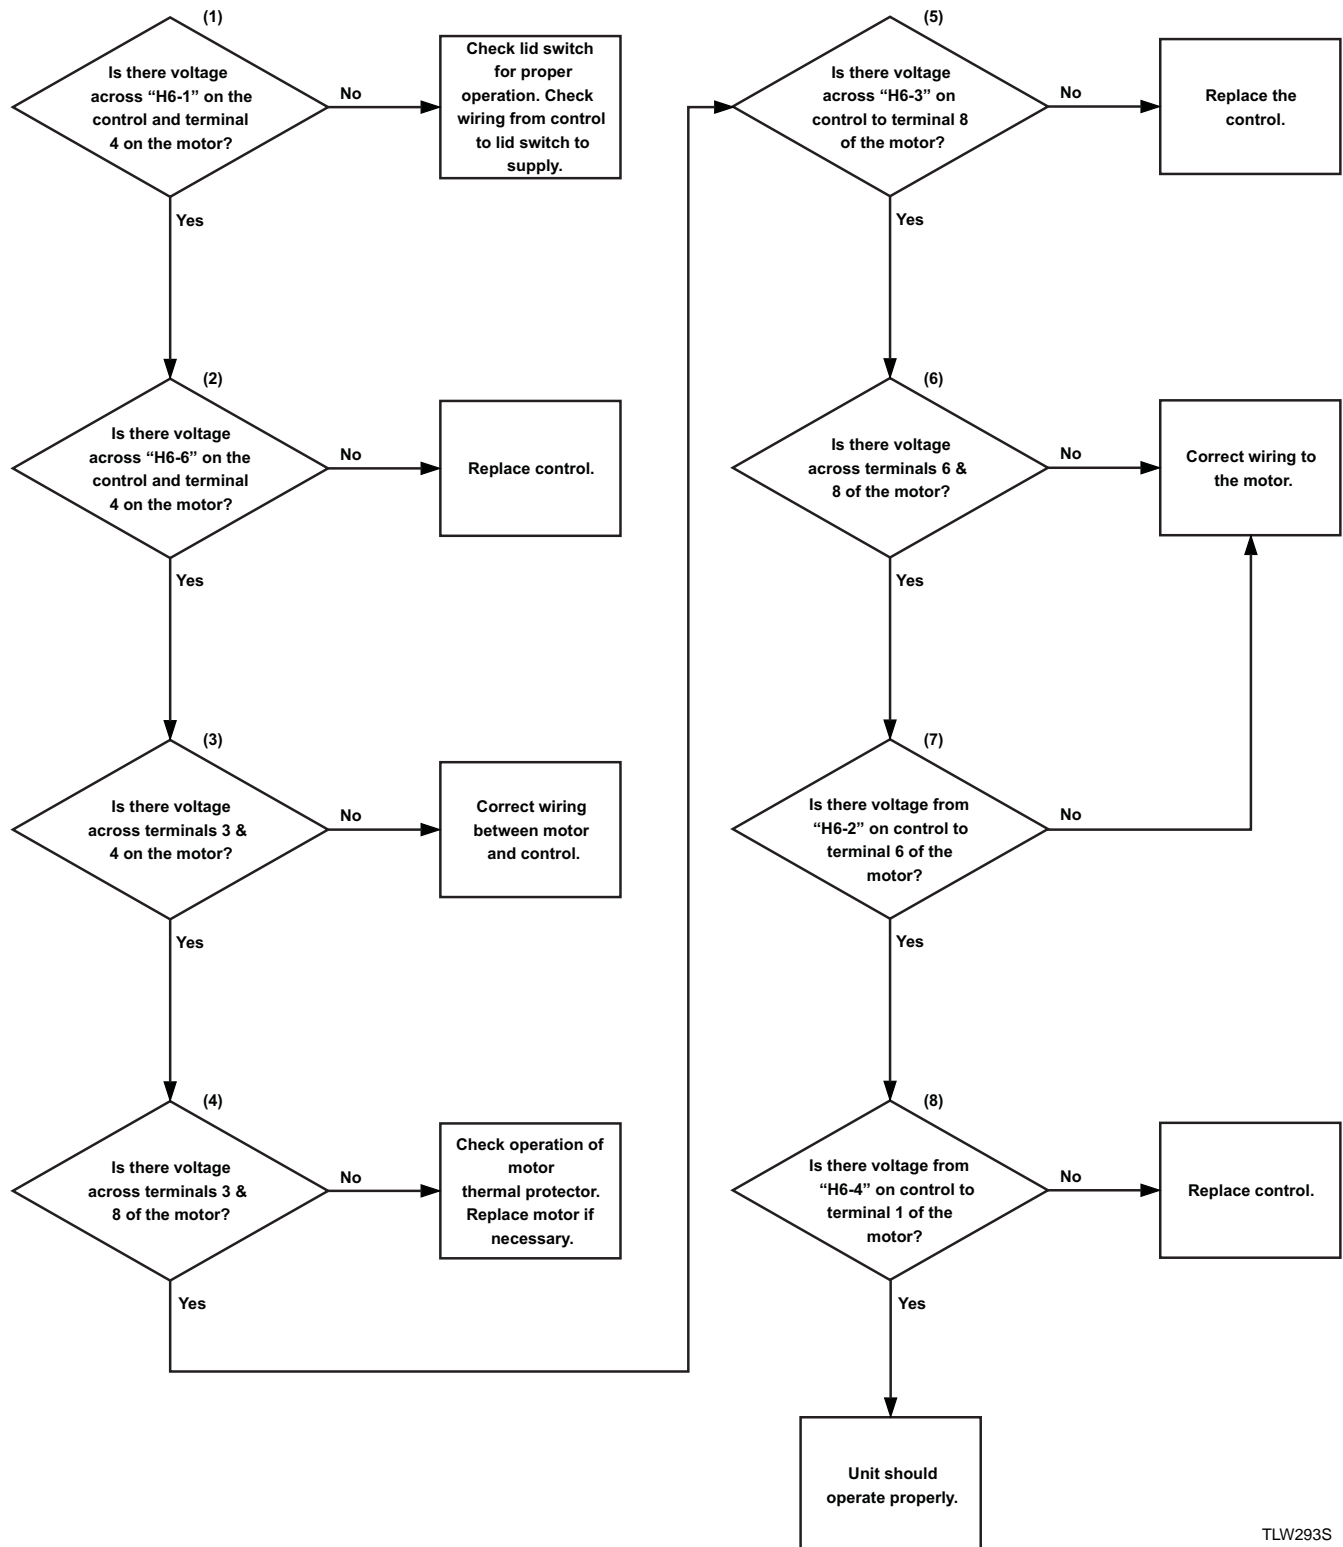 (1)
Is there voltage
across “H6-1” on the
control and terminal
4 on the motor?
No
Check lid switch
for proper
operation. Check
wiring from control
to lid switch to
supply.
Yes
(2)
Is there voltage
across “H6-6” on the
control and terminal
4 on the motor?
No
Replace control.
Yes
(3)
Is there voltage
across terminals 3 &
4 on the motor?
No
Correct wiring
between motor
and control.
Yes
(4)
Is there voltage
across terminals 3 &
8 of the motor?
No
Check operation of
motor
thermal protector.
Replace motor if
necessary.
Yes
(5)
Is there voltage
across “H6-3” on
control to terminal 8
of the motor?
No
Replace the
control.
Yes
(6)
Is there voltage
across terminals 6 &
8 of the motor?
No
Correct wiring to
the motor.
Yes
(7)
Is there voltage from
“H6-2” on control to
terminal 6 of the
motor?
No
Yes
(8)
Is there voltage from
“H6-4” on control to
terminal 1 of the
motor?
No
Replace control.
Yes
Unit should
operate properly.
TLW293S